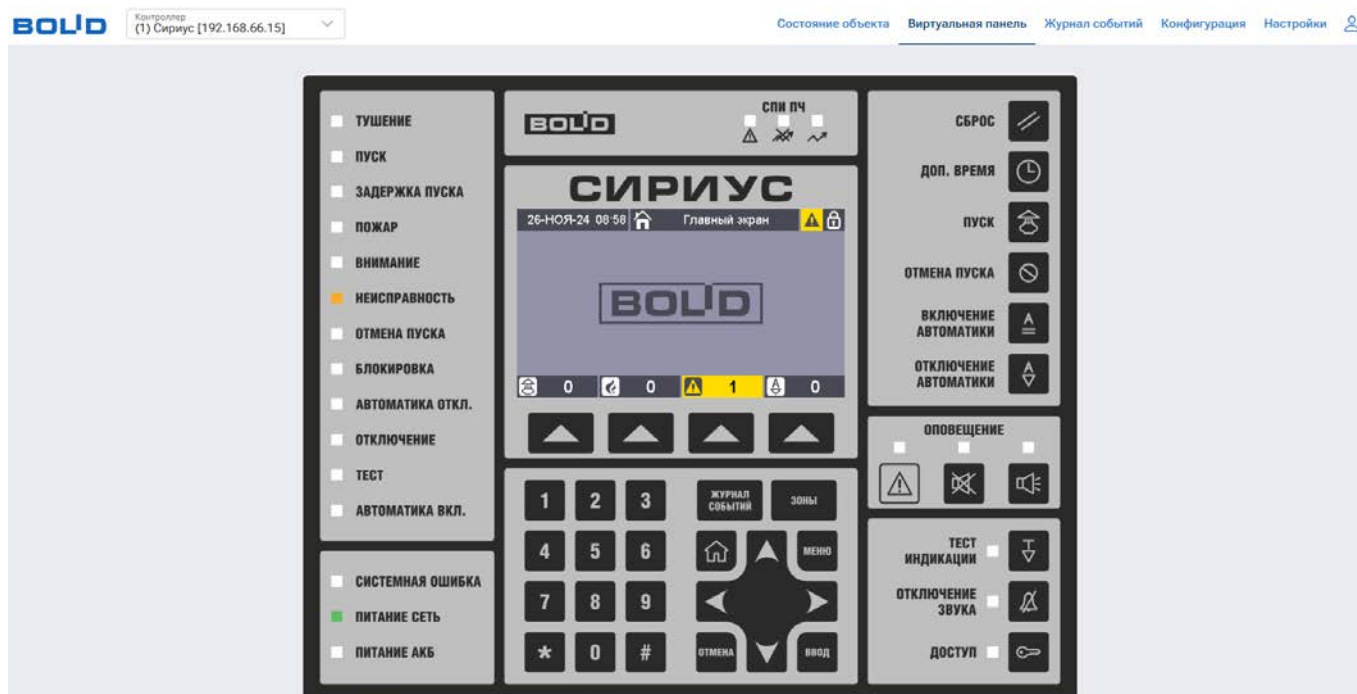 BOLID
Контроллер
(1) Сириус [192.168.66.15]
Состояние объекта
Виртуальная панель
Журнал событий
Конфигурация
Настройки
ТУШЕНИЕ
ПУСК
ЗАДЕРЖКА ПУСКА
ПОЖАР
ВНИМАНИЕ
НЕИСПРАВНОСТЬ
ОТМЕНА ПУСКА
БЛОКИРОВКА
АВТОМАТИКА ОТКЛ.
ОТКЛЮЧЕНИЕ
ТЕСТ
АВТОМАТИКА ВКЛ.
СИСТЕМНАЯ ОШИБКА
ПИТАНИЕ СЕТЬ
ПИТАНИЕ АКБ
BOLID
СПИ ПЧ
СИРИУС
26-НОЯ-24 08:58 Главный экран
BOLID
0 0 1 0
1 2 3
ЖУРНАЛ
СОБЫТИЙ
ЗОНЫ
4 5 6
МЕНЮ
7 8 9
* 0 #
ОТМЕНА
ВВОД
СБРОС
ДОП. ВРЕМЯ
ПУСК
ОТМЕНА ПУСКА
ВКЛЮЧЕНИЕ
АВТОМАТИКИ
ОТКЛЮЧЕНИЕ
АВТОМАТИКИ
ОПОВЕЩЕНИЕ
ТЕСТ
ИНДИКАЦИИ
ОТКЛЮЧЕНИЕ
ЗВУКА
ДОСТУП